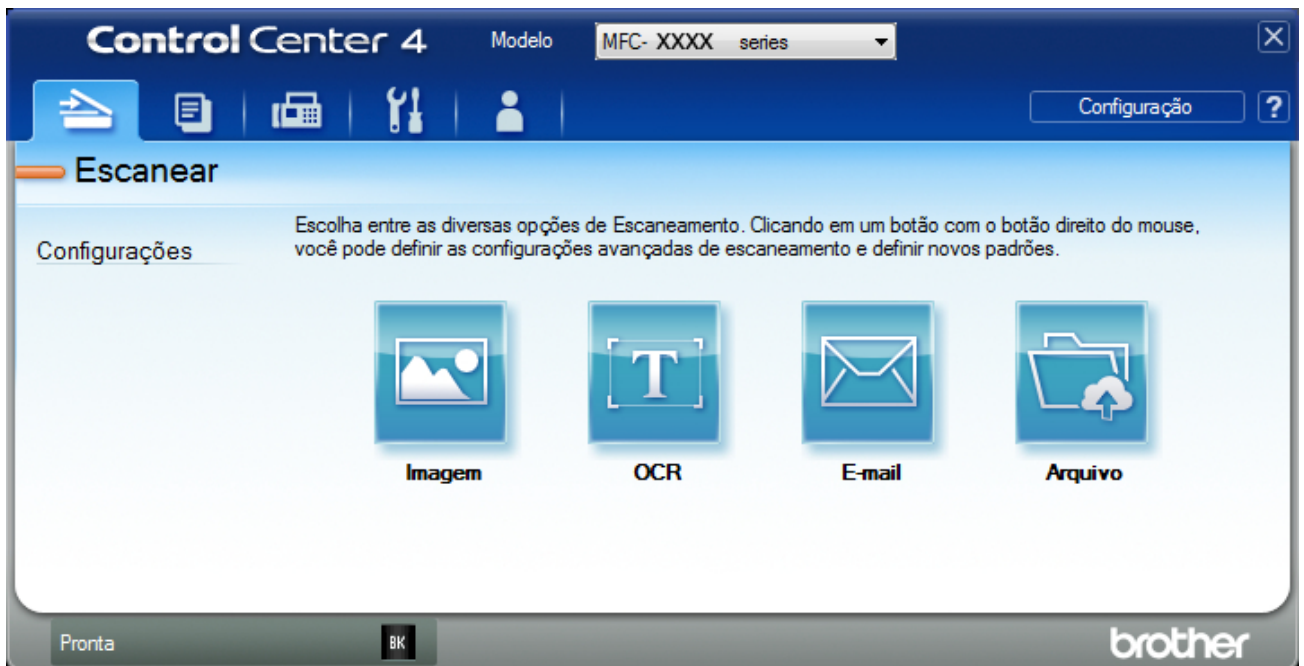 Control Center 4
Modelo
MFC- XXXX series
Configuração
?
Escanear
Configurações
Escolha entre as diversas opções de Escaneamento. Clicando em um botão com o botão direito do mouse,
você pode definir as configurações avançadas de escaneamento e definir novos padrões.
T
Imagem
OCR
E-mail
Arquivo
Pronta
BK
brother